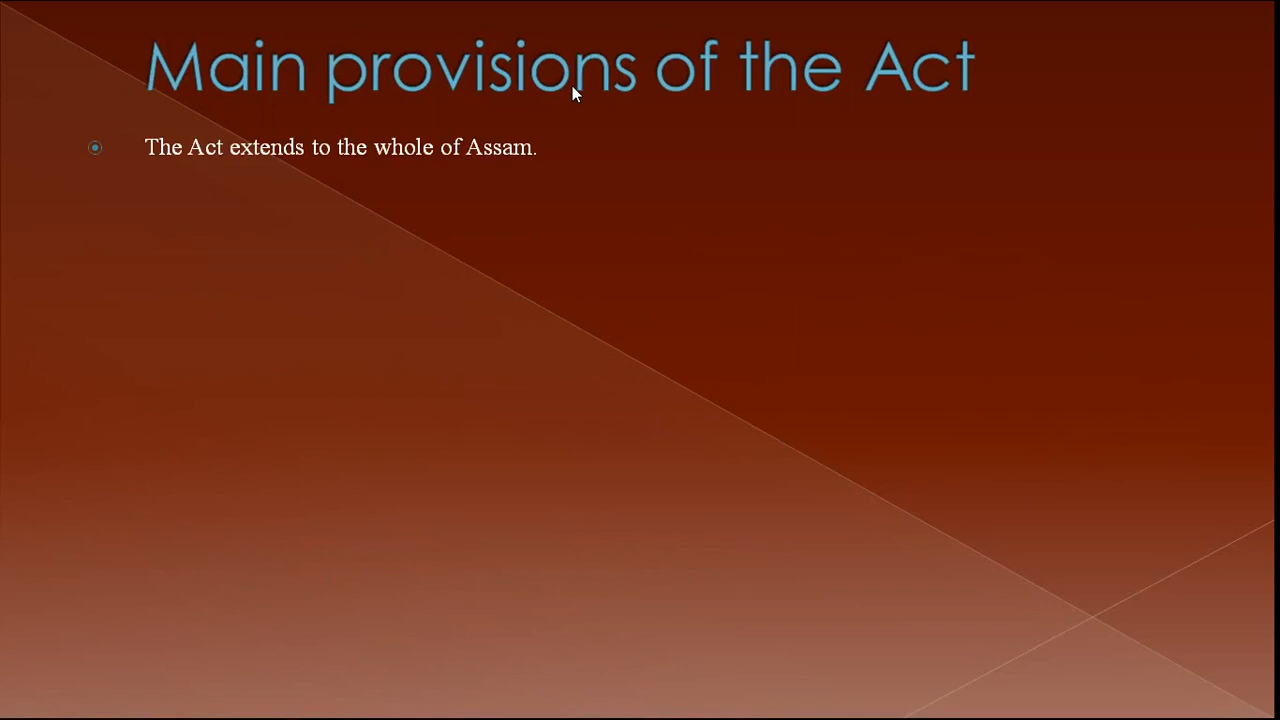 Main provisions of the Act
The Act extends to the whole of Assam.